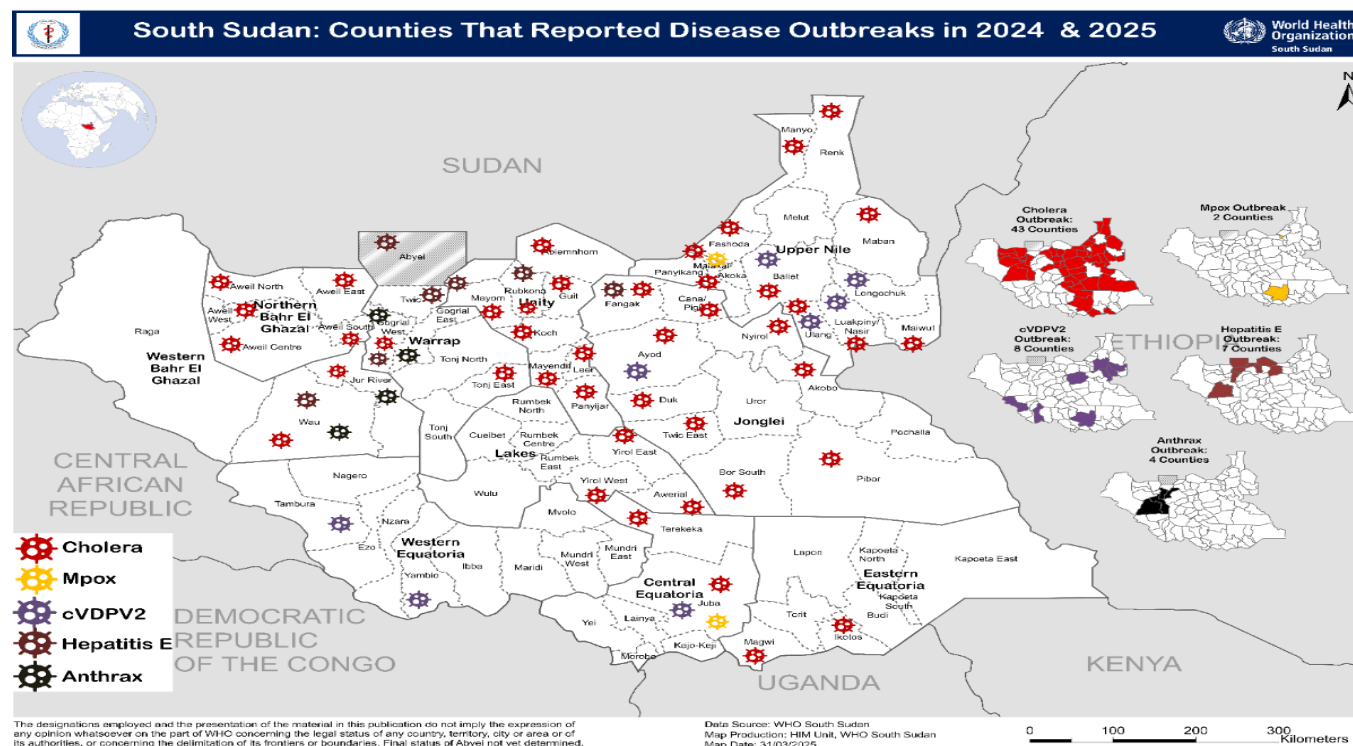 South Sudan: Counties That Reported Disease Outbreaks in 2024 & 2025
World Health
Organization
South Sudan
N
SUDAN
Manyo
Renk
Melut
Maban
Fashoda
Upper Nile
Abyei
Abiemnhom
Panyikang
Akoka
Baliet
Longochuk
Aweil North
Aweil East
Twic
Mayom
Rubkona
Guit
Unity
Fangak
Canal/
Pigi
Northern
Bahr El
Ghazal
Aweil
West
Gogrial
East
Gogrial
West
Luakpiny/
Nasir
Maiwut
Ulang
Nyirol
Raga
Aweil South
Aweil Centre
Warrap
Koch
Ayod
Western
Bahr El
Ghazal
Tonj North
Mayendit
Leer
Akobo
Jur River
Tonj East
Panyijar
Duk
Uror
Rumbek
North
Wau
Jonglei
Tonj
South
Cueibet
Rumbek
Centre
Twic East
Pochalla
Lakes
Rumbek
East
Yirol East
CENTRAL
AFRICAN
REPUBLIC
Nagero
Wulu
Yirol West
Awerial
Bor South
Pibor
Tambura
Mvolo
Terekeka
Nzara
Ezo
Western
Equatoria
Ibba
Maridi
Mundri
West
Mundri
East
Yambio
Central
Equatoria
Juba
Lapon
Kapoeta
North
Kapoeta East
Eastern
Equatoria
Kapoeta
South
Budi
Torit
Ikotos
Magwi
Yei
Lainya
Kajo-Keji
Morobo
DEMOCRATIC
REPUBLIC
OF THE CONGO
UGANDA
KENYA
ETHIOPIA
Cholera
Outbreak:
43 Counties
Mpox Outbreak
2 Counties
cVDPV2
Outbreak:
8 Counties
Hepatitis E
Outbreak:
7 Counties
Anthrax
Outbreak:
4 Counties
Cholera
Mpox
cVDPV2
Hepatitis E
Anthrax
The designations employed and the presentation of the material in this publication do not imply the expression of
any opinion whatsoever on the part of WHO concerning the legal status of any country, territory, city or area or of
its authorities, or concerning the delimitation of its frontiers or boundaries. Final status of Abyei not yet determined.
Data Source: WHO South Sudan
Map Production: HIM Unit, WHO South Sudan
Map Date: 31/03/2025
0 100 200 300
Kilometers